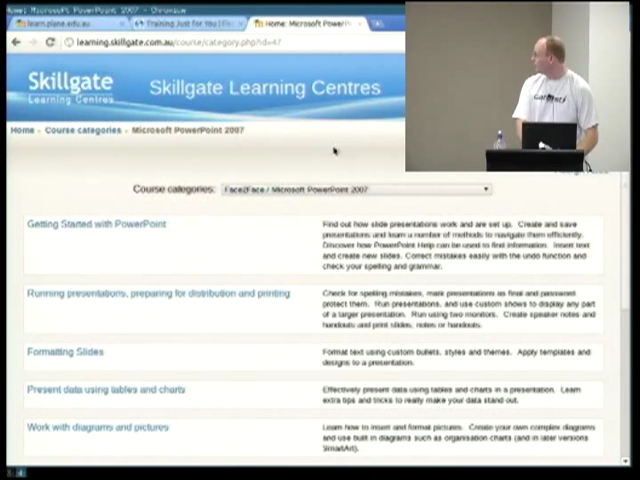 Home: Microsoft PowerPoint 2007 - Chromium
learn.plane.edu.au
Training Just for You
Home: Microsoft PowerP
learning.skillgate.com.au/course/category.php?id=47
Skillgate
Learning Centres
Skillgate Learning Centres
Home
Course categories
Microsoft PowerPoint 2007
Course categories:
Face2Face / Microsoft PowerPoint 2007
Getting Started with PowerPoint
Find out how slide presentations work and are set up. Create and save
presentations and learn a number of methods to navigate them efficiently.
Discover how PowerPoint Help can be used to find information. Insert text
and create new slides. Correct mistakes easily with the undo function and
check your spelling and grammar.
Running presentations, preparing for distribution and printing
Check for spelling mistakes, mark presentations as final and password
protect them. Run presentations, and use custom shows to display any part
of a larger presentation. Run using two monitors. Create speaker notes and
handouts and print slides, notes or handouts.
Formatting Slides
Format text using custom bullets, styles and themes. Apply templates and
designs to a presentation.
Present data using tables and charts
Effectively present data using tables and charts in a presentation. Learn
extra tips and tricks to really make your data stand out.
Work with diagrams and pictures
Learn how to insert and format pictures. Create your own complex diagrams
and use built in diagrams such as organisation charts (and in later versions
SmartArt).